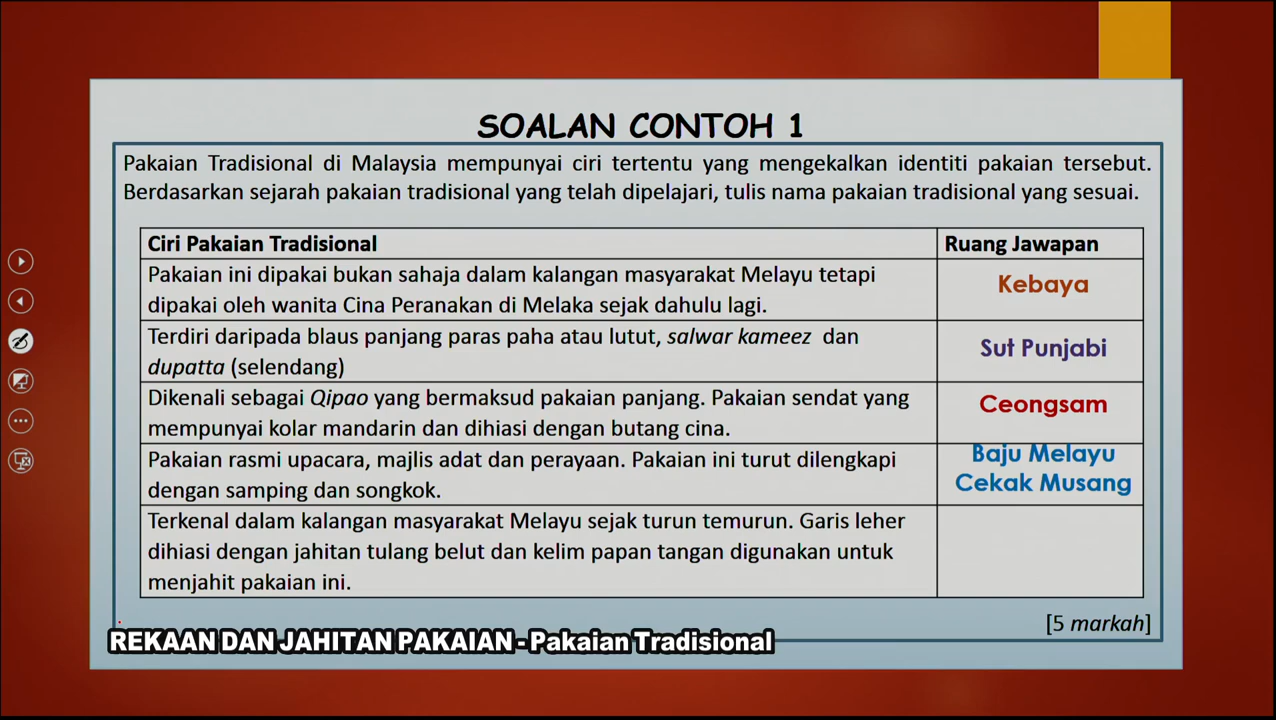 SOALAN CONTOH 1
Pakaian Tradisional di Malaysia mempunyai ciri tertentu yang mengekalkan identiti pakaian tersebut.
Berdasarkan sejarah pakaian tradisional yang telah dipelajari, tulis nama pakaian tradisional yang sesuai.
Ciri Pakaian Tradisional
Ruang Jawapan
Pakaian ini dipakai bukan sahaja dalam kalangan masyarakat Melayu tetapi
dipakai oleh wanita Cina Peranakan di Melaka sejak dahulu lagi.
Kebaya
Terdiri daripada blaus panjang paras paha atau lutut, salwar kameez dan
dupatta (selendang)
Sut Punjabi
Dikenali sebagai Qipao yang bermaksud pakaian panjang. Pakaian sendat yang
mempunyai kolar mandarin dan dihiasi dengan butang cina.
Ceongsam
Pakaian rasmi upacara, majlis adat dan perayaan. Pakaian ini turut dilengkapi
dengan samping dan songkok.
Baju Melayu
Cekak Musang
Terkenal dalam kalangan masyarakat Melayu sejak turun temurun. Garis leher
dihiasi dengan jahitan tulang belut dan kelim papan tangan digunakan untuk
menjahit pakaian ini.
[5 markah]
REKAAN DAN JAHITAN PAKAIAN - Pakaian Tradisional